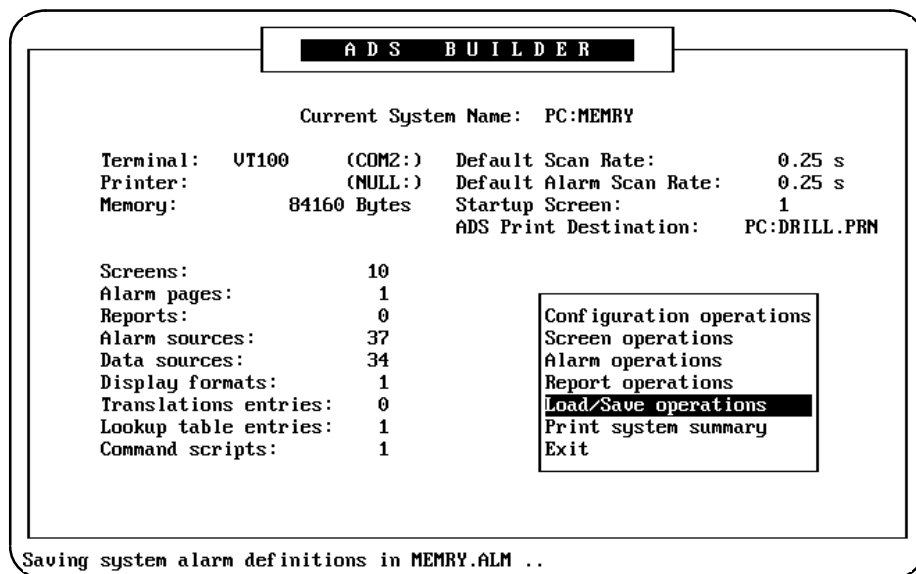 ADS BUILDER
Current System Name: PC:MEMRY
Terminal: VT100 (COM2:) Default Scan Rate: 0.25 s
Printer: (NULL:) Default Alarm Scan Rate: 0.25 s
Memory: 84160 Bytes Startup Screen: 1
ADS Print Destination: PC:DRILL.PRN
Screens: 10
Alarm pages: 1
Reports: 0
Alarm sources: 37
Data sources: 34
Display formats: 1
Translations entries: 0
Lookup table entries: 1
Command scripts: 1
Configuration operations
Screen operations
Alarm operations
Report operations
Load/Save operations
Print system summary
Exit
Saving system alarm definitions in MEMRY.ALM ..